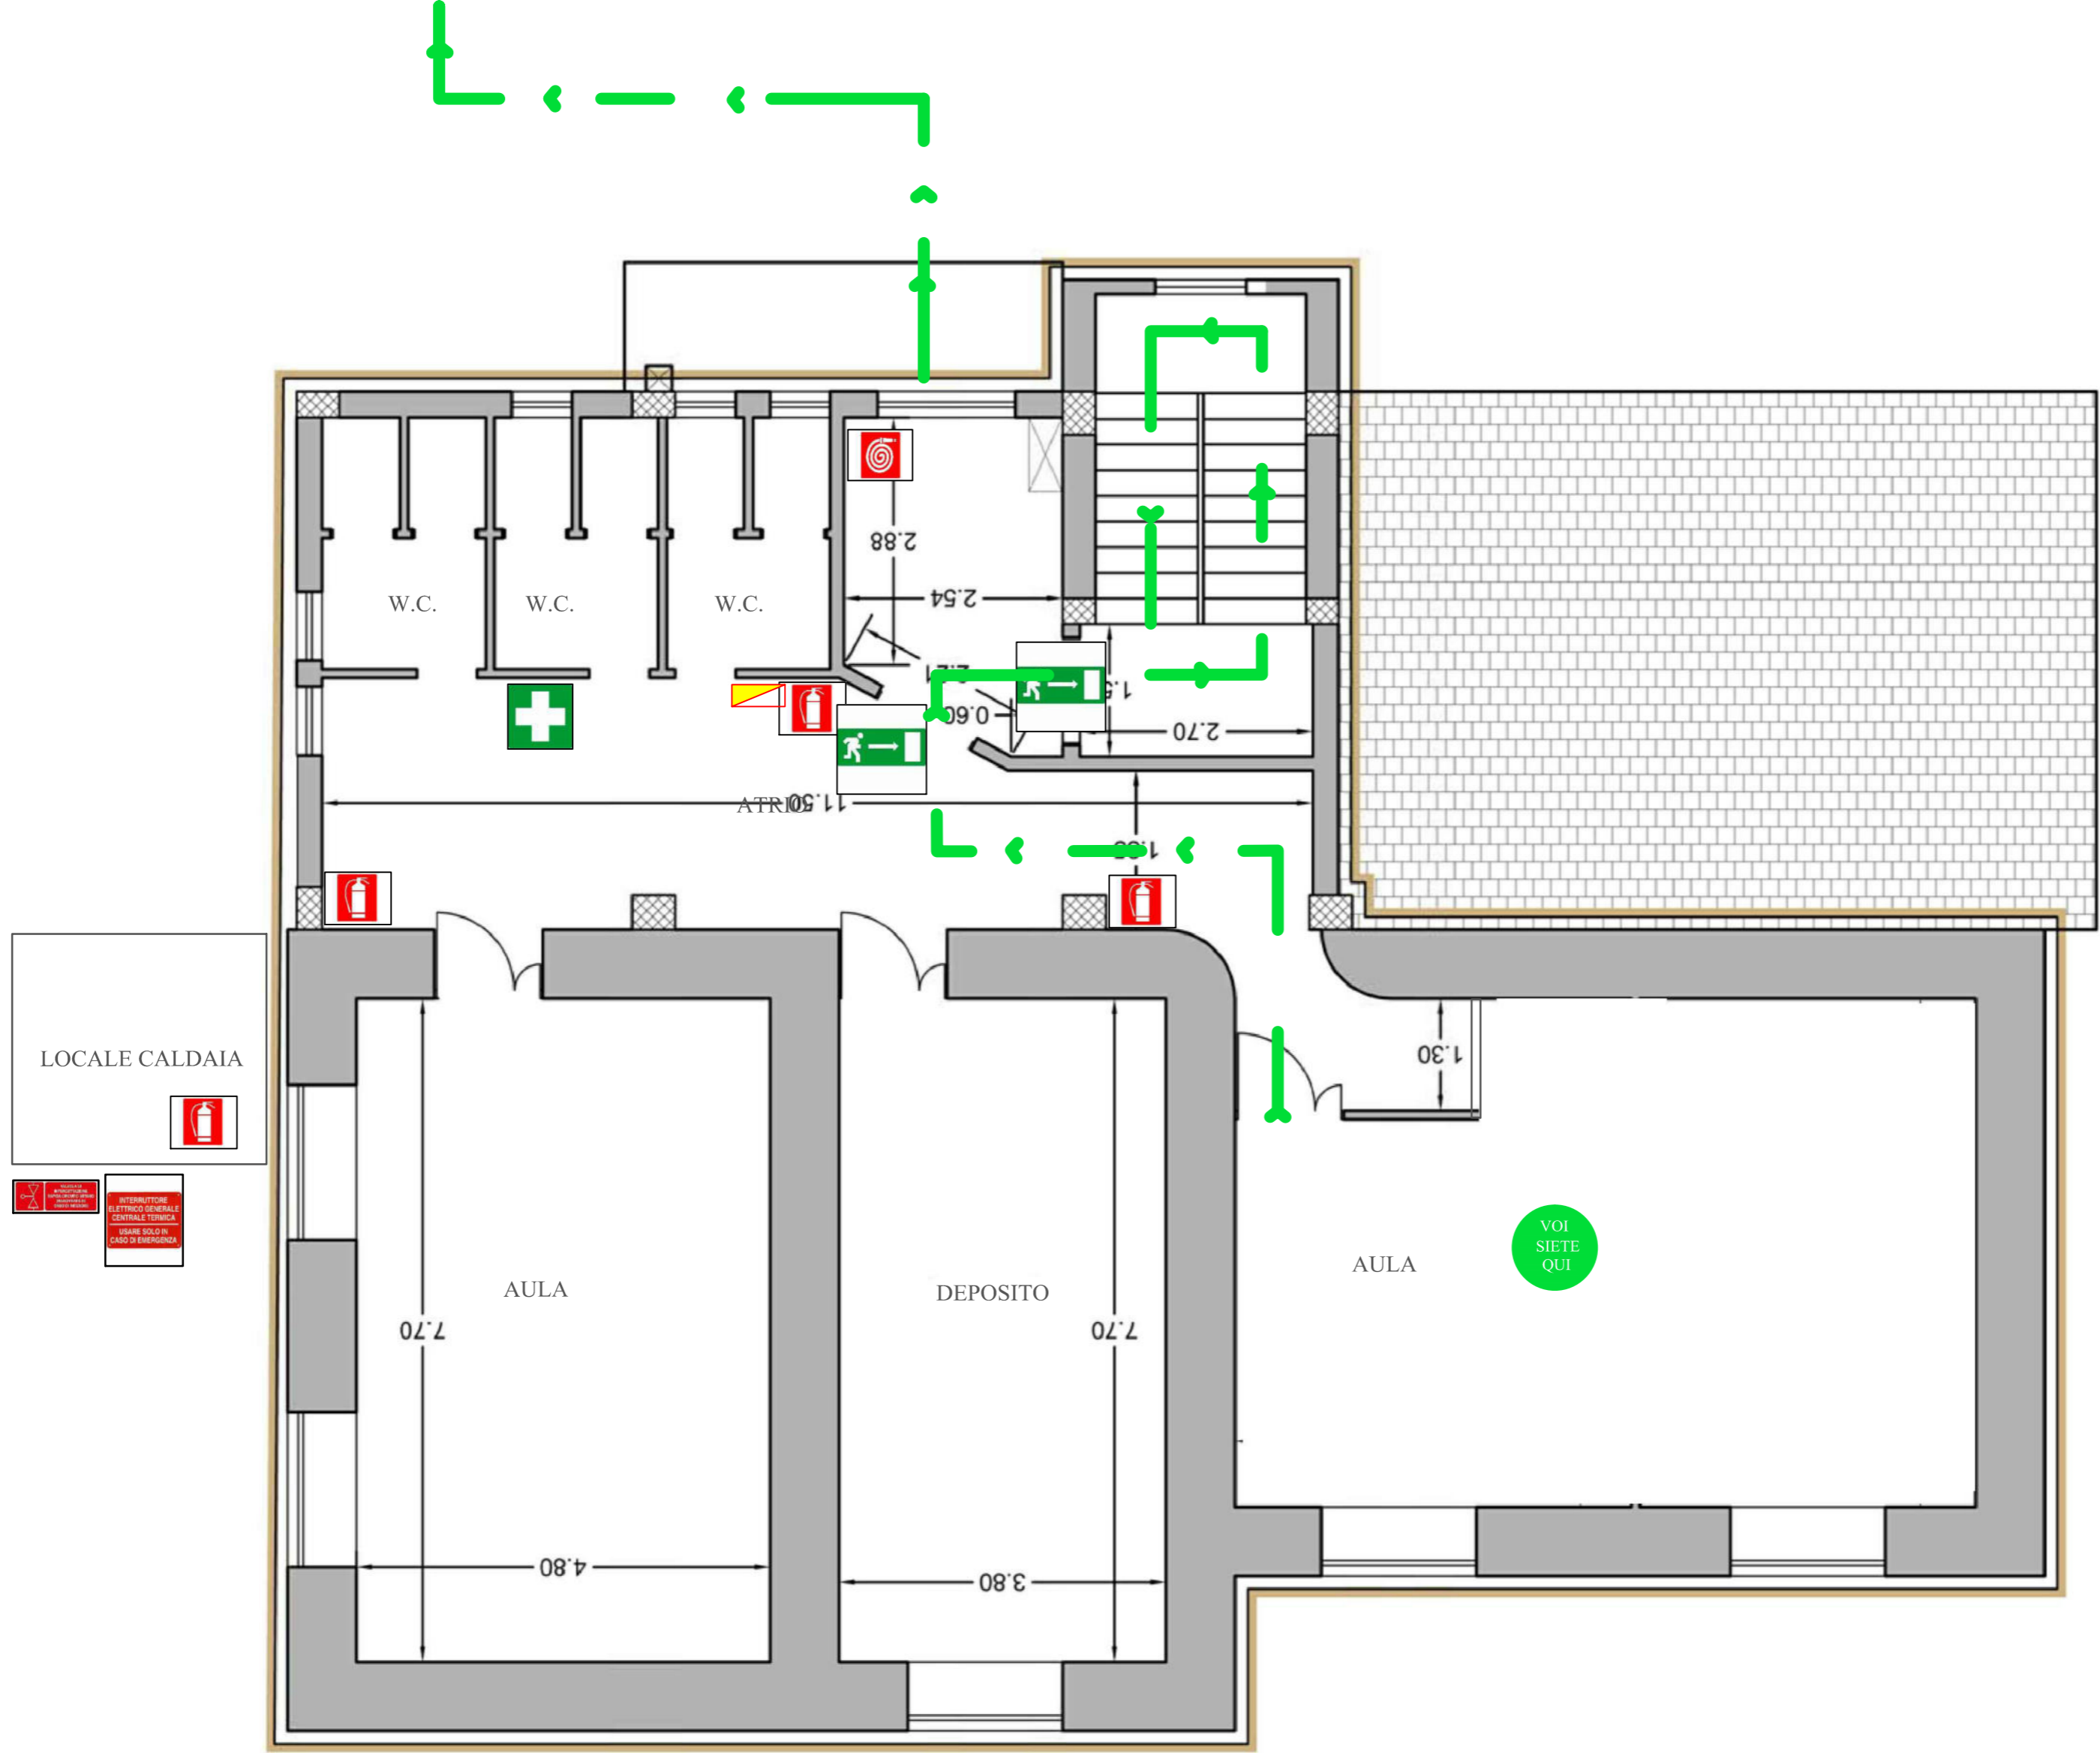 2.88
2.54
W.C.
W.C.
W.C.
0.60
2.70
ATRIO
11.50
LOCALE CALDAIA
1.30
INTERRUTTORE
ELETTRICO GENERALE
CENTRALE TERMICA
USARE SOLO IN
CASO DI EMERGENZA
VOI
SIETE
QUI
AULA
AULA
DEPOSITO
7.70
7.70
4.80
3.80